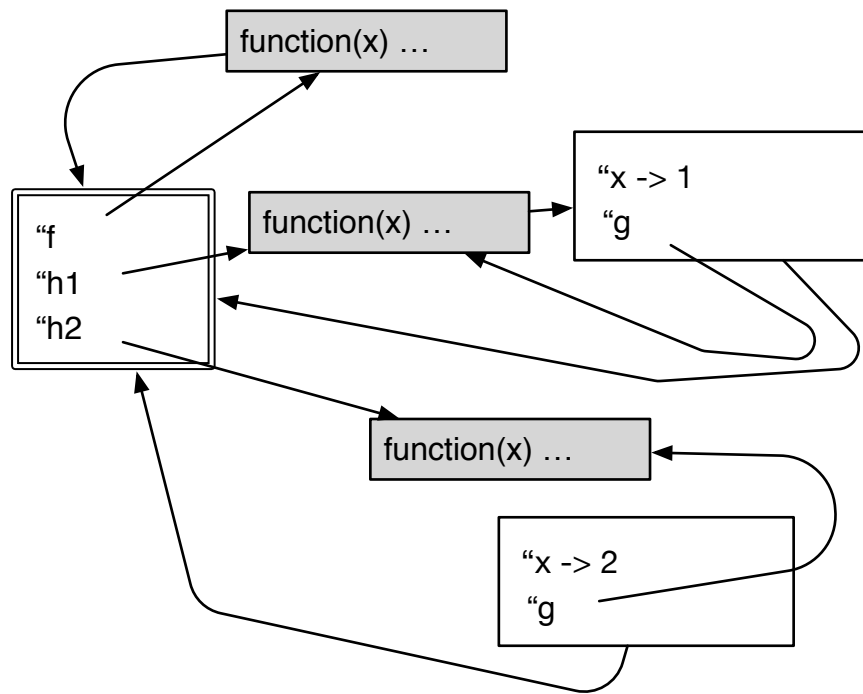 function(x) …
“f
“h1
“h2
function(x) …
“x -> 1
“g
function(x) …
“x -> 2
“g